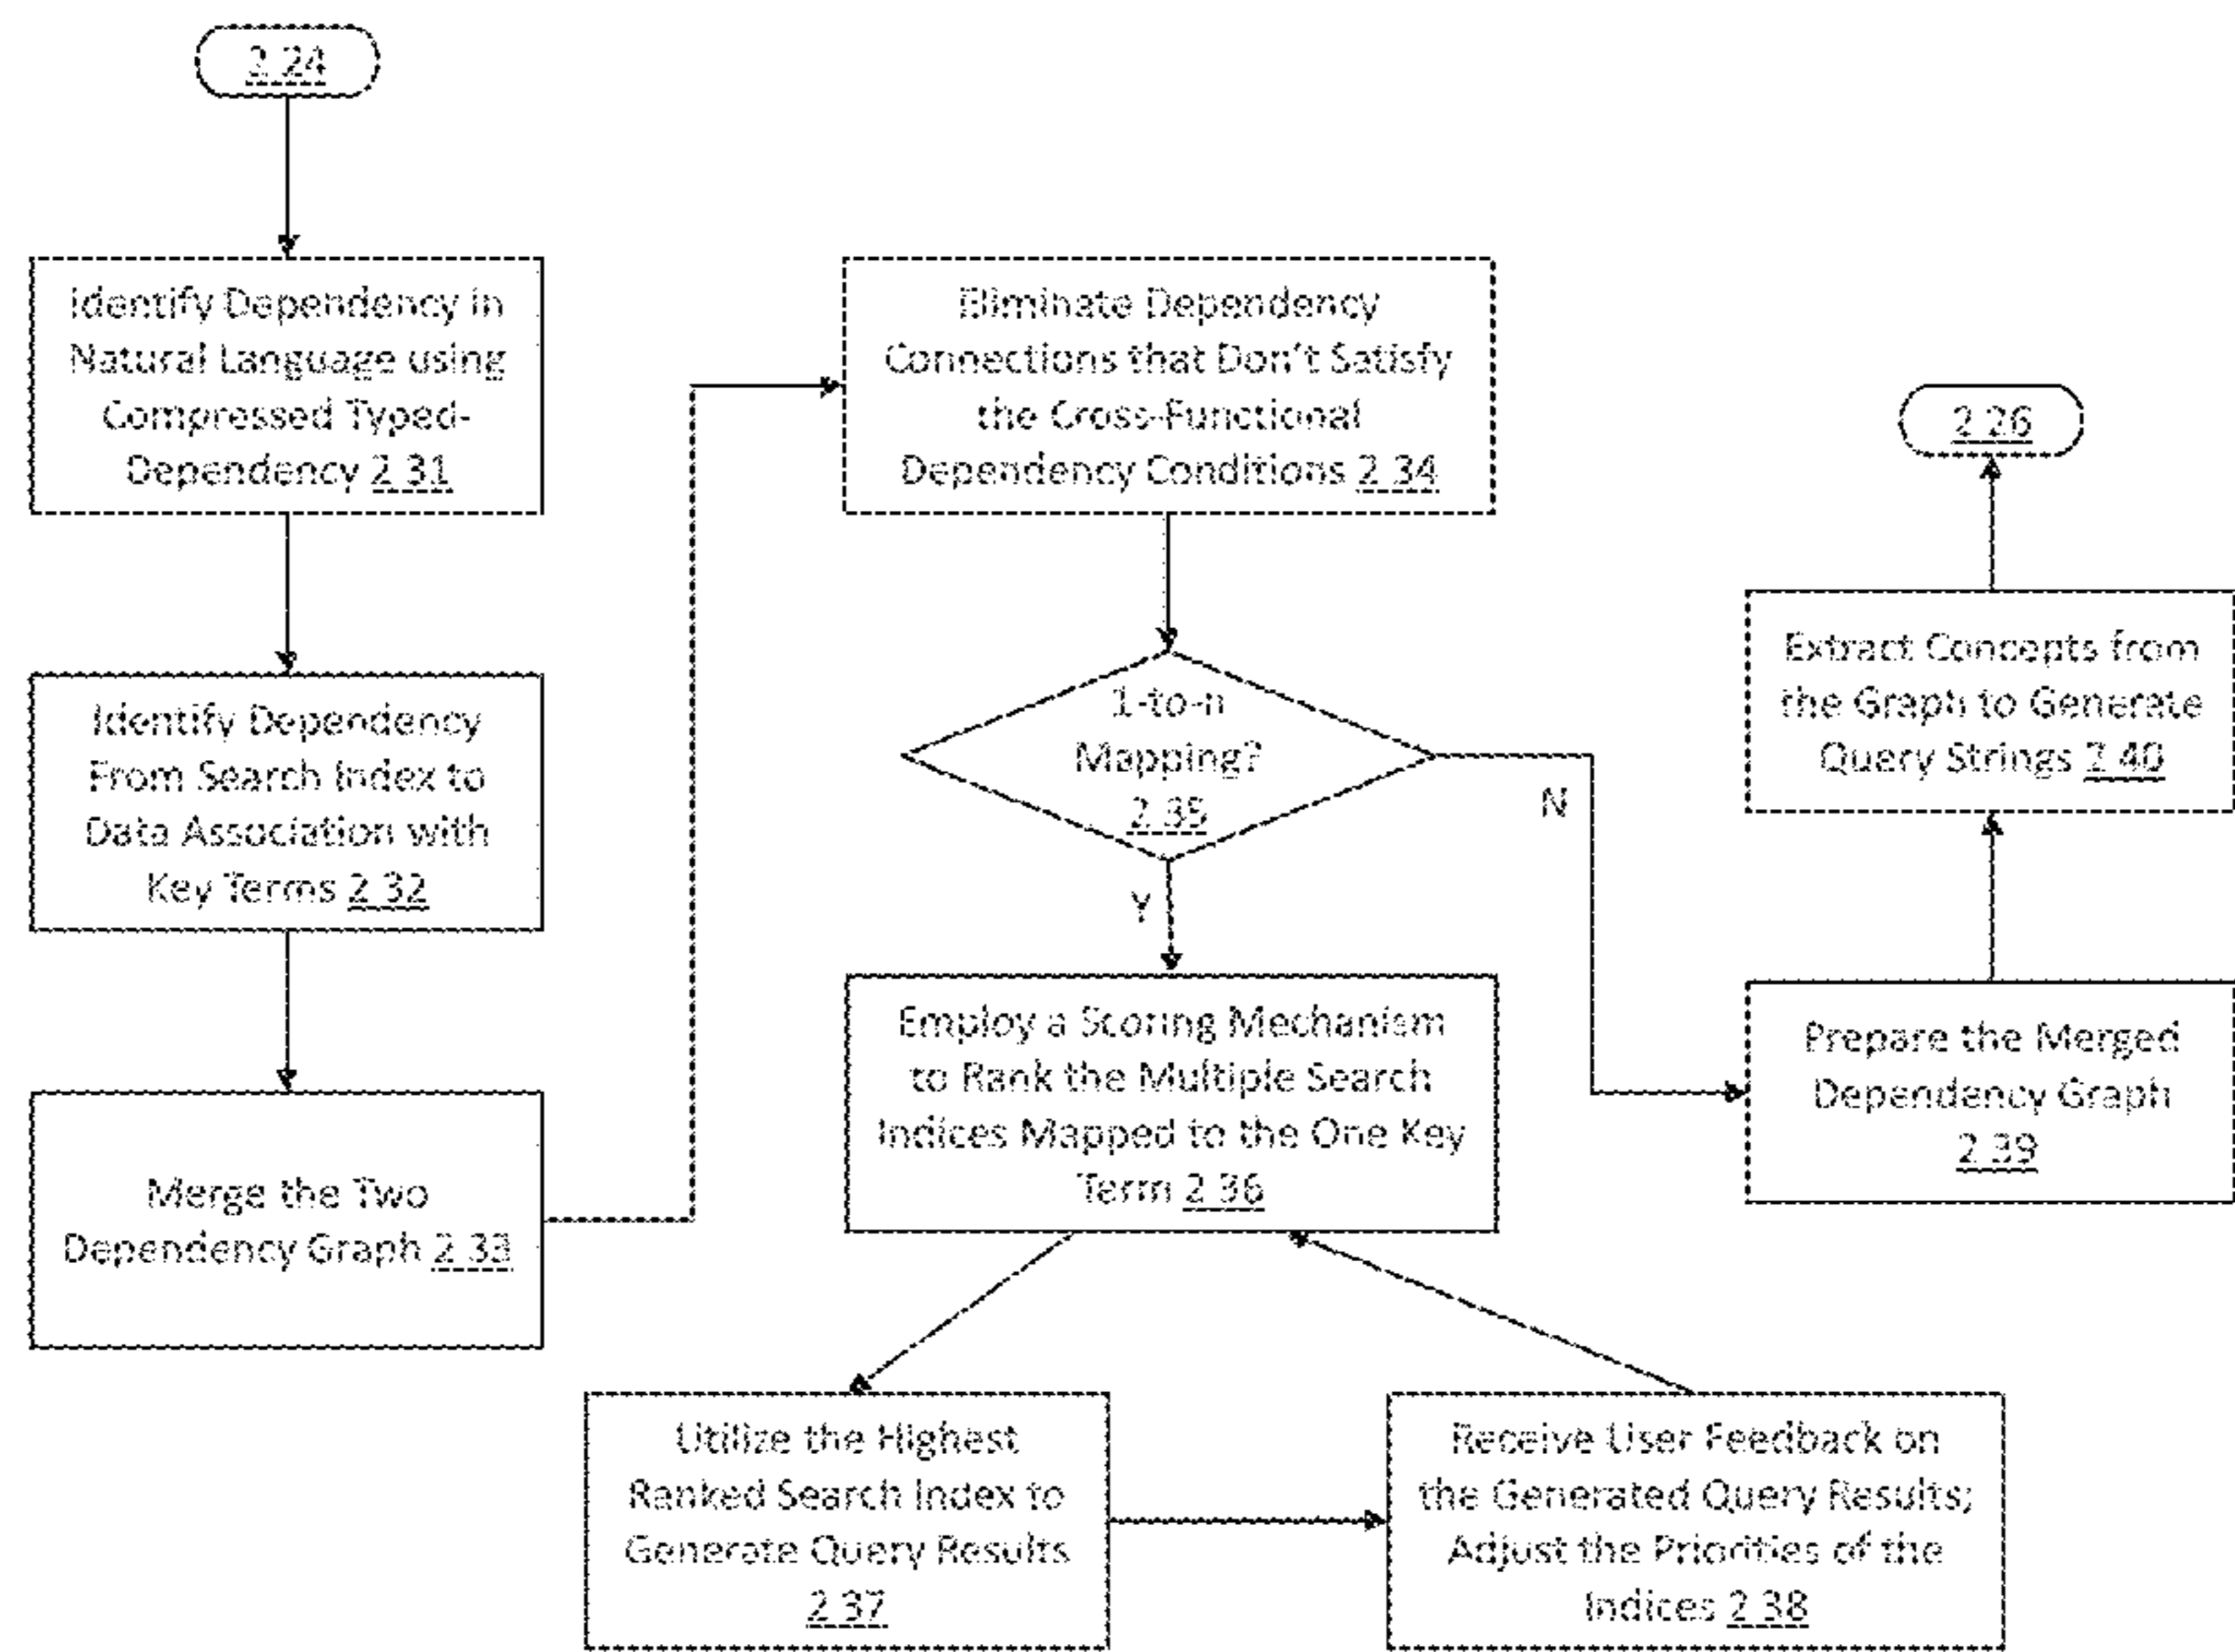 2.24
Identify Dependency in
Natural Language using
Compressed Typed-
Dependency 2.31
Identify Dependency
From Search Index to
Data Association with
Key Terms 2.32
Merge the Two
Dependency Graph 2.33
Eliminate Dependency
Connections that Don't Satisfy
the Cross-Functional
Dependency Conditions 2.34
1-to-n
Mapping?
2.35
Y
N
Employ a Scoring Mechanism
to Rank the Multiple Search
Indices Mapped to the One Key
Term 2.36
Utilize the Highest
Ranked Search Index to
Generate Query Results
2.37
Receive User Feedback on
the Generated Query Results;
Adjust the Priorities of the
Indices 2.38
Prepare the Merged
Dependency Graph
2.39
Extract Concepts from
the Graph to Generate
Query Strings 2.40
2.26